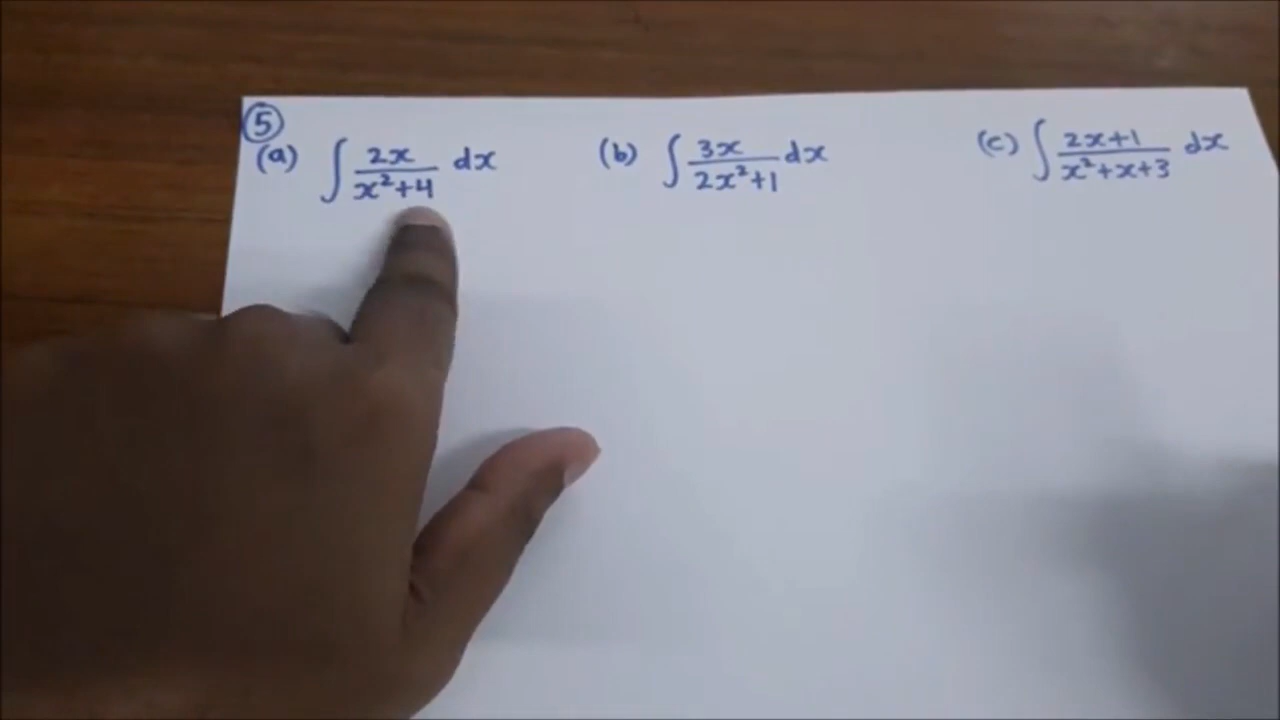 ⑤
(a) ∫ 2x/(x²+4) dx (b) ∫ 3x/(2x²+1) dx (c) ∫ (2x+1)/(x²+x+3) dx